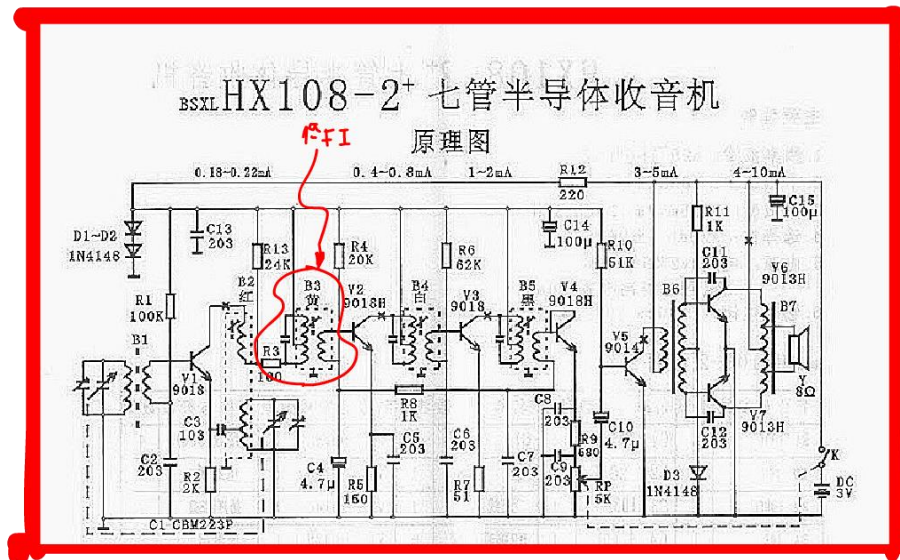 BSXL HX108-2+ 七管半导体收音机
原理图
1ª FI
0.18~0.22mA
0.4~0.8mA
1~2mA
R12
220
3~5mA
4~10mA
D1~D2
1N4148
C13
203
R13
24K
R4
20K
R6
62K
C14
100μ
R10
51K
R11
1K
C15
100μ
R1
100K
B2
红
B3
黄
V2
9018H
B4
白
V3
9018
B5
黑
V4
9018H
C11
203
V6
9013H
B6
B7
B1
V1
9018
R3
100
V5
9014
Y
8Ω
C3
103
R8
1K
C8
203
C10
4.7μ
C12
203
V7
9013H
C2
203
R2
2K
C4
4.7μ
R5
150
C5
203
C6
203
R7
51
C7
203
R9
680
C9
203
RP
5K
D3
1N4148
K
DC
3V
C1 CBM223P